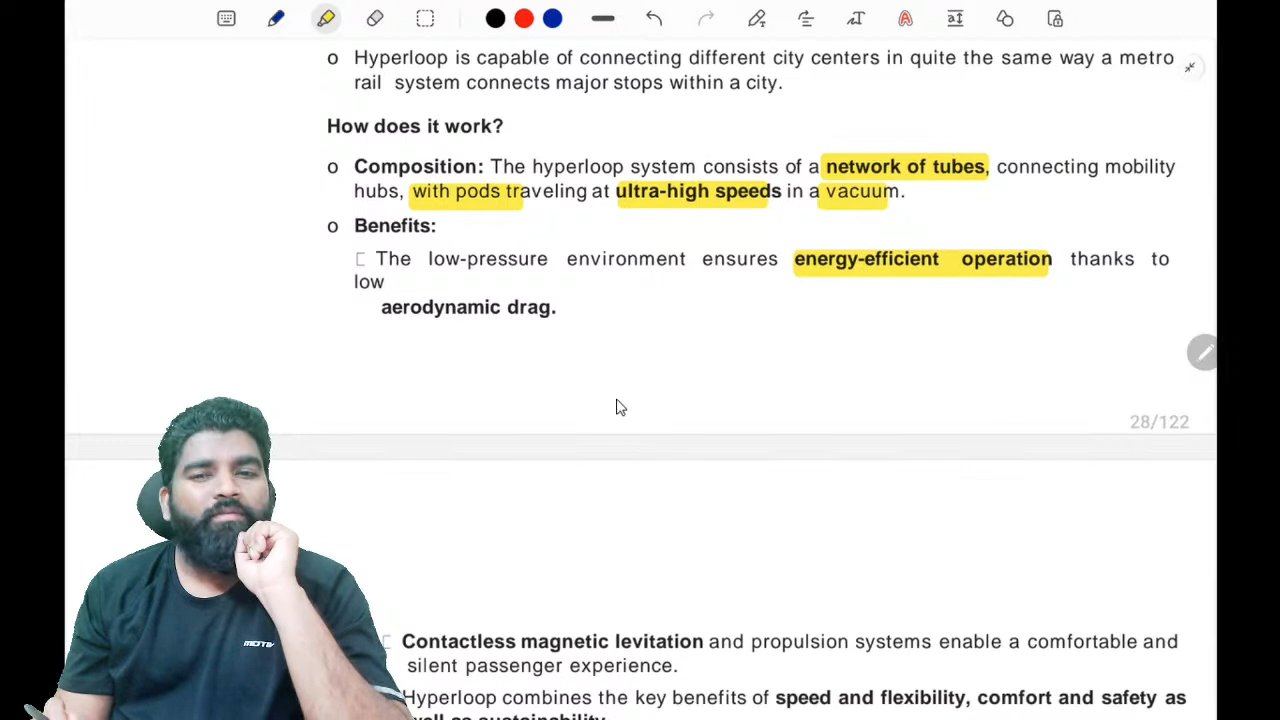 o Hyperloop is capable of connecting different city centers in quite the same way a metro
rail system connects major stops within a city.
How does it work?
o Composition: The hyperloop system consists of a network of tubes, connecting mobility
hubs, with pods traveling at ultra-high speeds in a vacuum.
o Benefits:
The low-pressure environment ensures energy-efficient operation thanks to
low
aerodynamic drag.
28/122
Contactless magnetic levitation and propulsion systems enable a comfortable and
silent passenger experience.
Hyperloop combines the key benefits of speed and flexibility, comfort and safety as
well as sustainability.